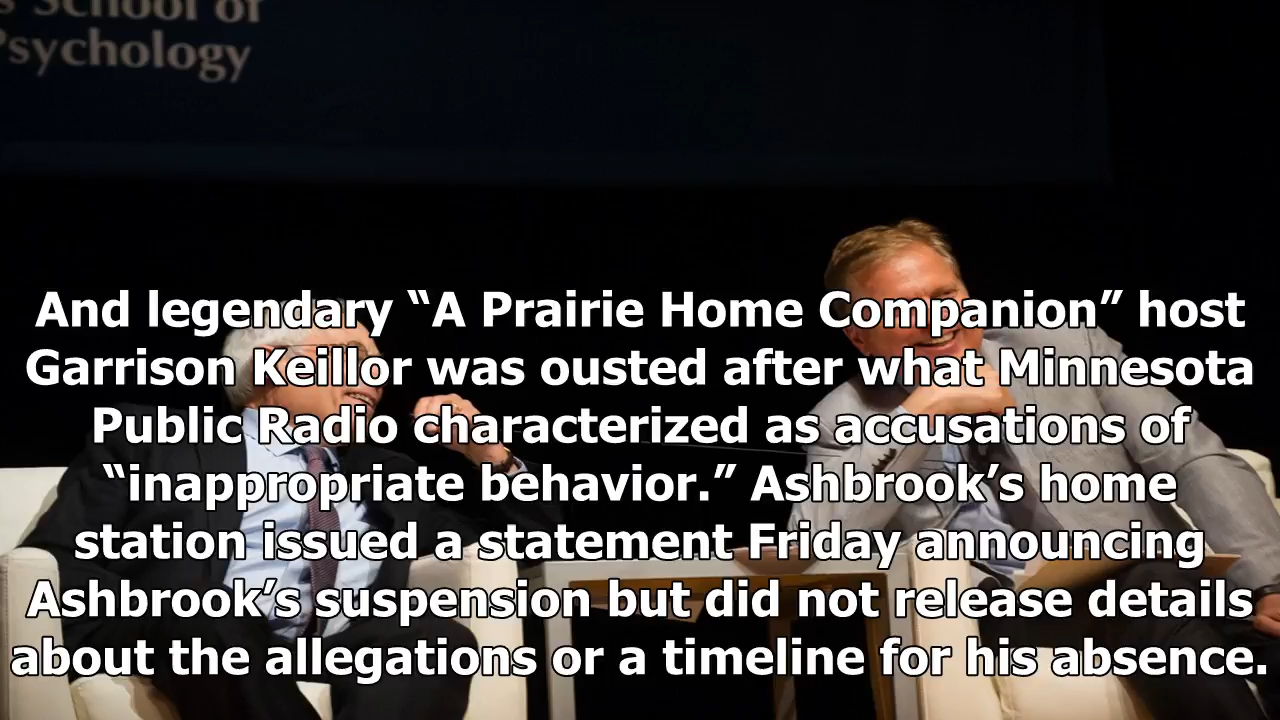 School of
Psychology
And legendary “A Prairie Home Companion” host
Garrison Keillor was ousted after what Minnesota
Public Radio characterized as accusations of
“inappropriate behavior.” Ashbrook’s home
station issued a statement Friday announcing
Ashbrook’s suspension but did not release details
about the allegations or a timeline for his absence.